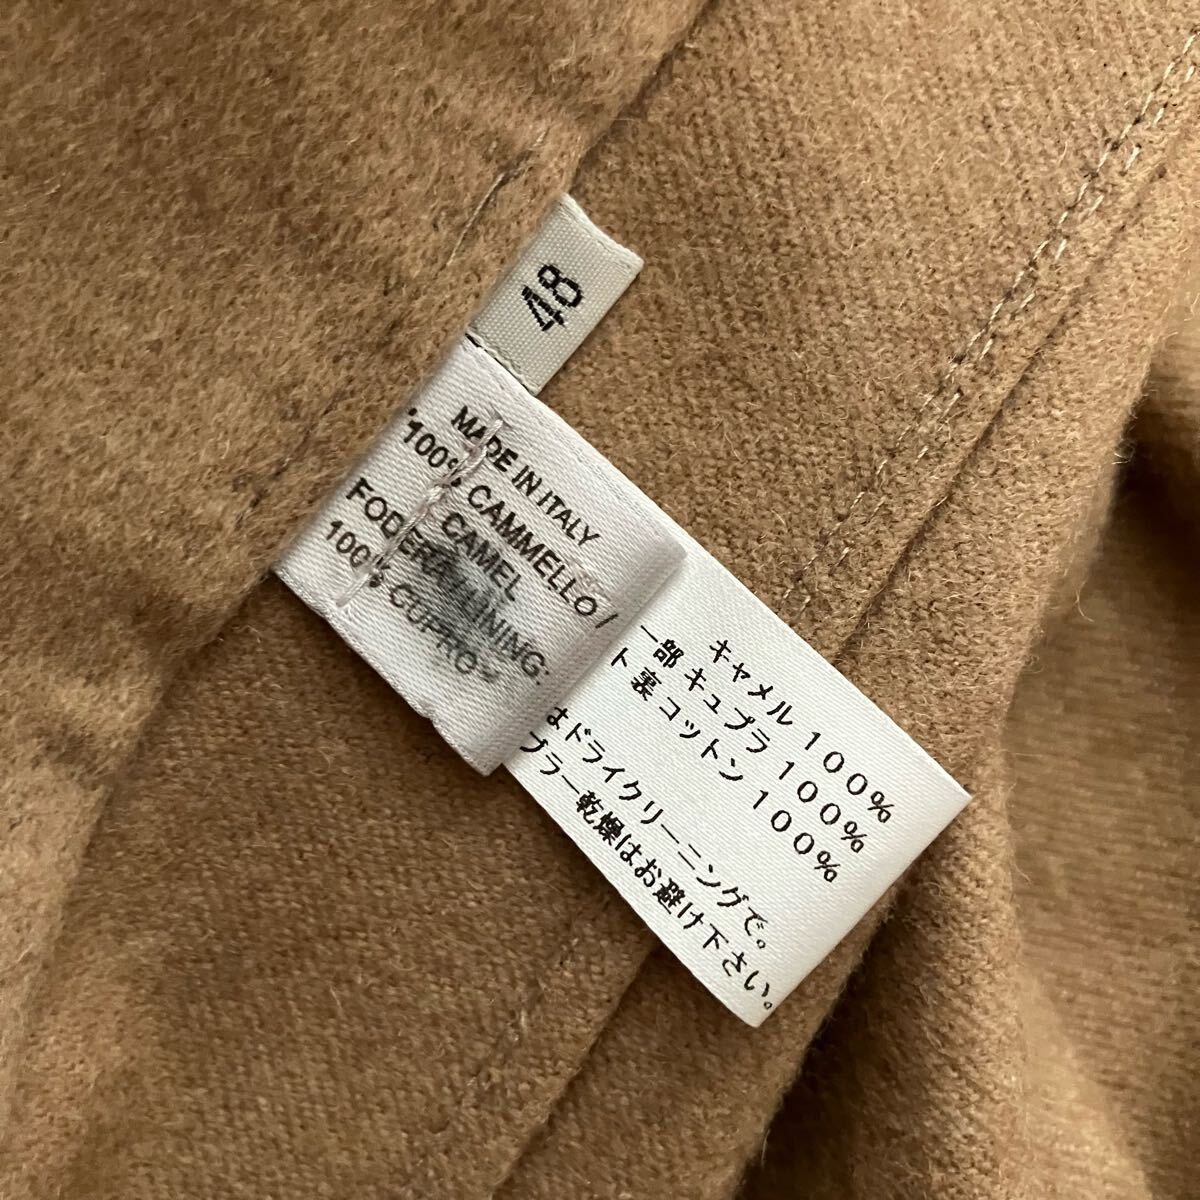 48
MADE IN ITALY
100% CAMMELLO /
CAMEL
FODERA / LINING:
100% CUPRO
キャメル 100%
一部 キュプラ 100%
ト裏 コットン 100%
はドライクリーニングで。
ブラー乾燥はお避け下さい。